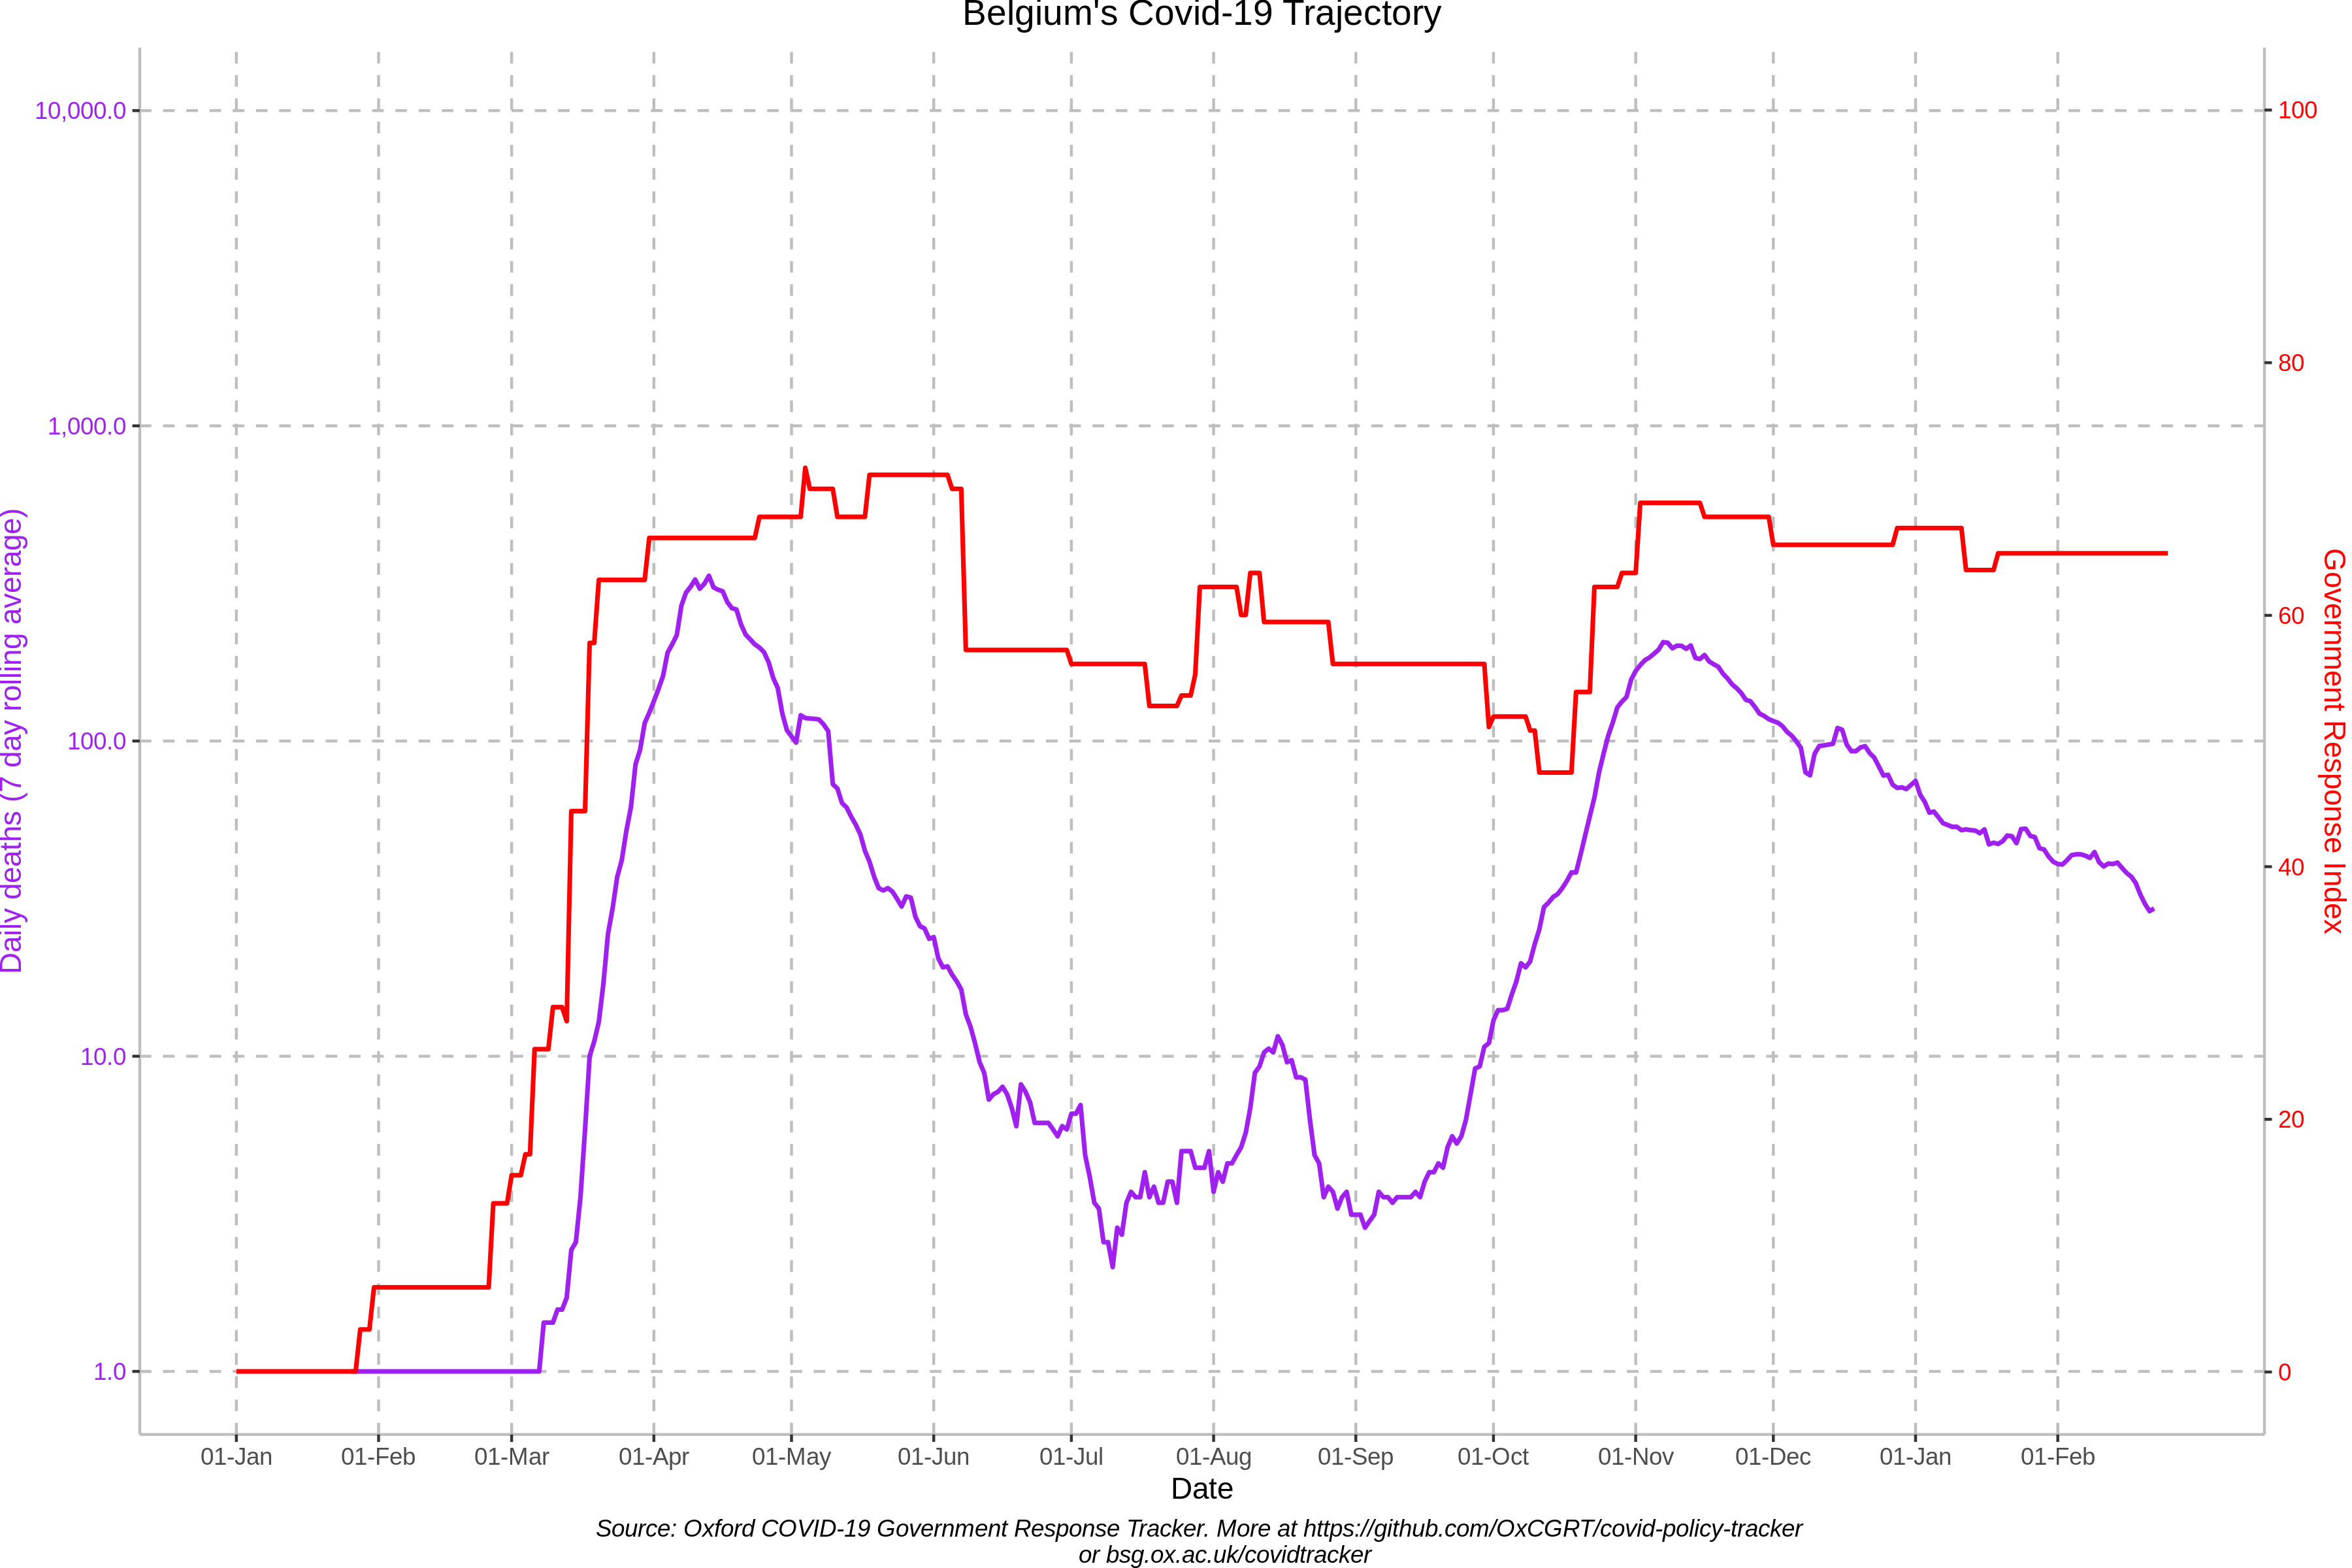 Belgium's Covid-19 Trajectory
10,000.0
1,000.0
100.0
10.0
1.0
Daily deaths (7 day rolling average)
100
80
60
40
20
0
Government Response Index
01-Jan 01-Feb 01-Mar 01-Apr 01-May 01-Jun 01-Jul 01-Aug 01-Sep 01-Oct 01-Nov 01-Dec 01-Jan 01-Feb
Date
Source: Oxford COVID-19 Government Response Tracker. More at https://github.com/OxCGRT/covid-policy-tracker
or bsg.ox.ac.uk/covidtracker